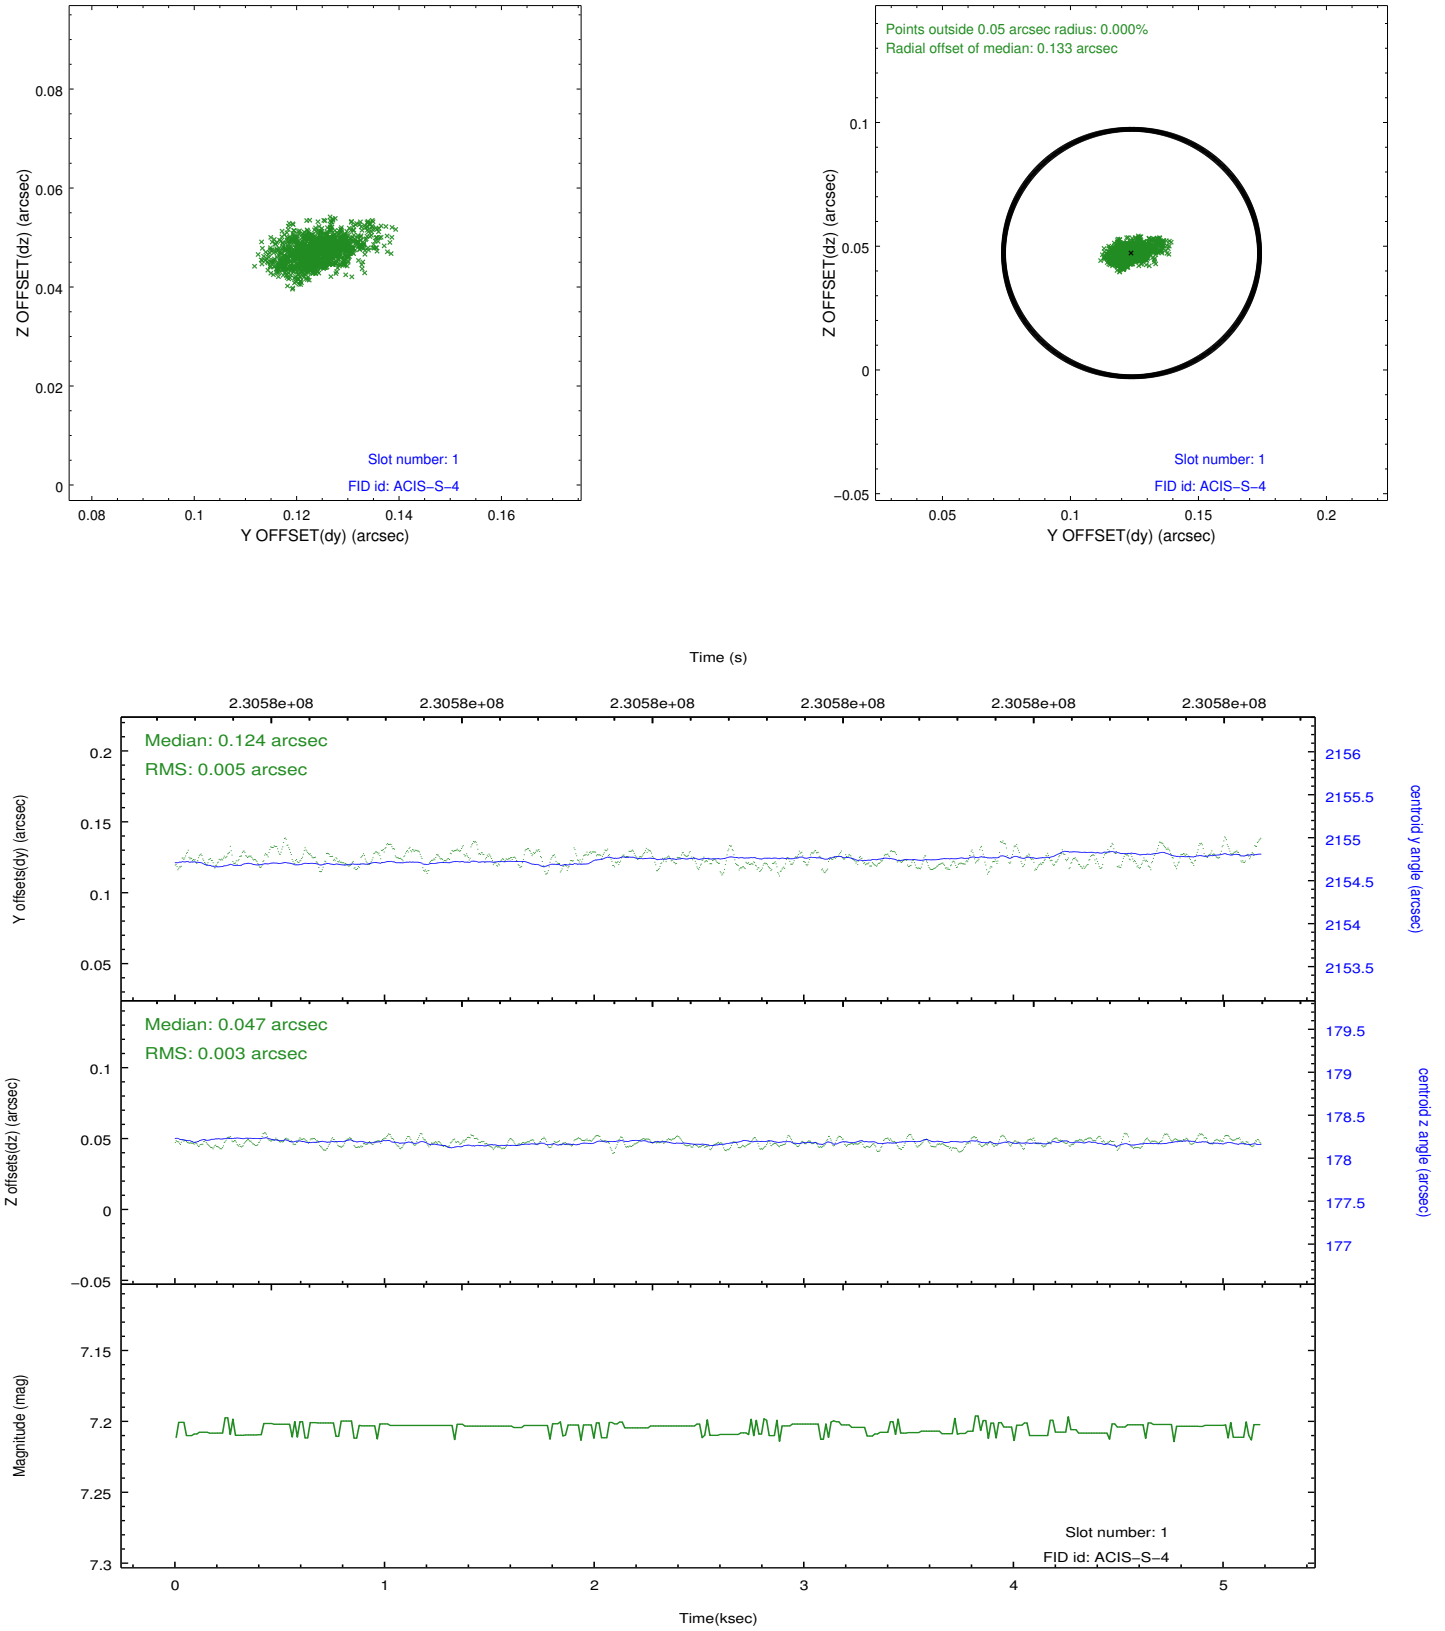 0.08
0.06
0.04
0.02
0
Z OFFSET(dz) (arcsec)
Slot number: 1
FID id: ACIS−S−4
0.08
0.1
0.12
0.14
0.16
Y OFFSET(dy) (arcsec)
Points outside 0.05 arcsec radius: 0.000%
Radial offset of median: 0.133 arcsec
0.1
0.05
0
−0.05
Z OFFSET(dz) (arcsec)
Slot number: 1
FID id: ACIS−S−4
0.05
0.1
0.15
0.2
Y OFFSET(dy) (arcsec)
Time (s)
2.3058e+08
2.3058e+08
2.3058e+08
2.3058e+08
2.3058e+08
2.3058e+08
Median: 0.124 arcsec
RMS: 0.005 arcsec
0.2
0.15
0.1
0.05
Y offsets(dy) (arcsec)
2156
2155.5
2155
2154.5
2154
2153.5
centroid y angle (arcsec)
Median: 0.047 arcsec
RMS: 0.003 arcsec
0.1
0.05
0
−0.05
Z offsets(dz) (arcsec)
179.5
179
178.5
178
177.5
177
centroid z angle (arcsec)
7.15
7.2
7.25
7.3
Magnitude (mag)
Slot number: 1
FID id: ACIS−S−4
0
1
2
3
4
5
Time(ksec)